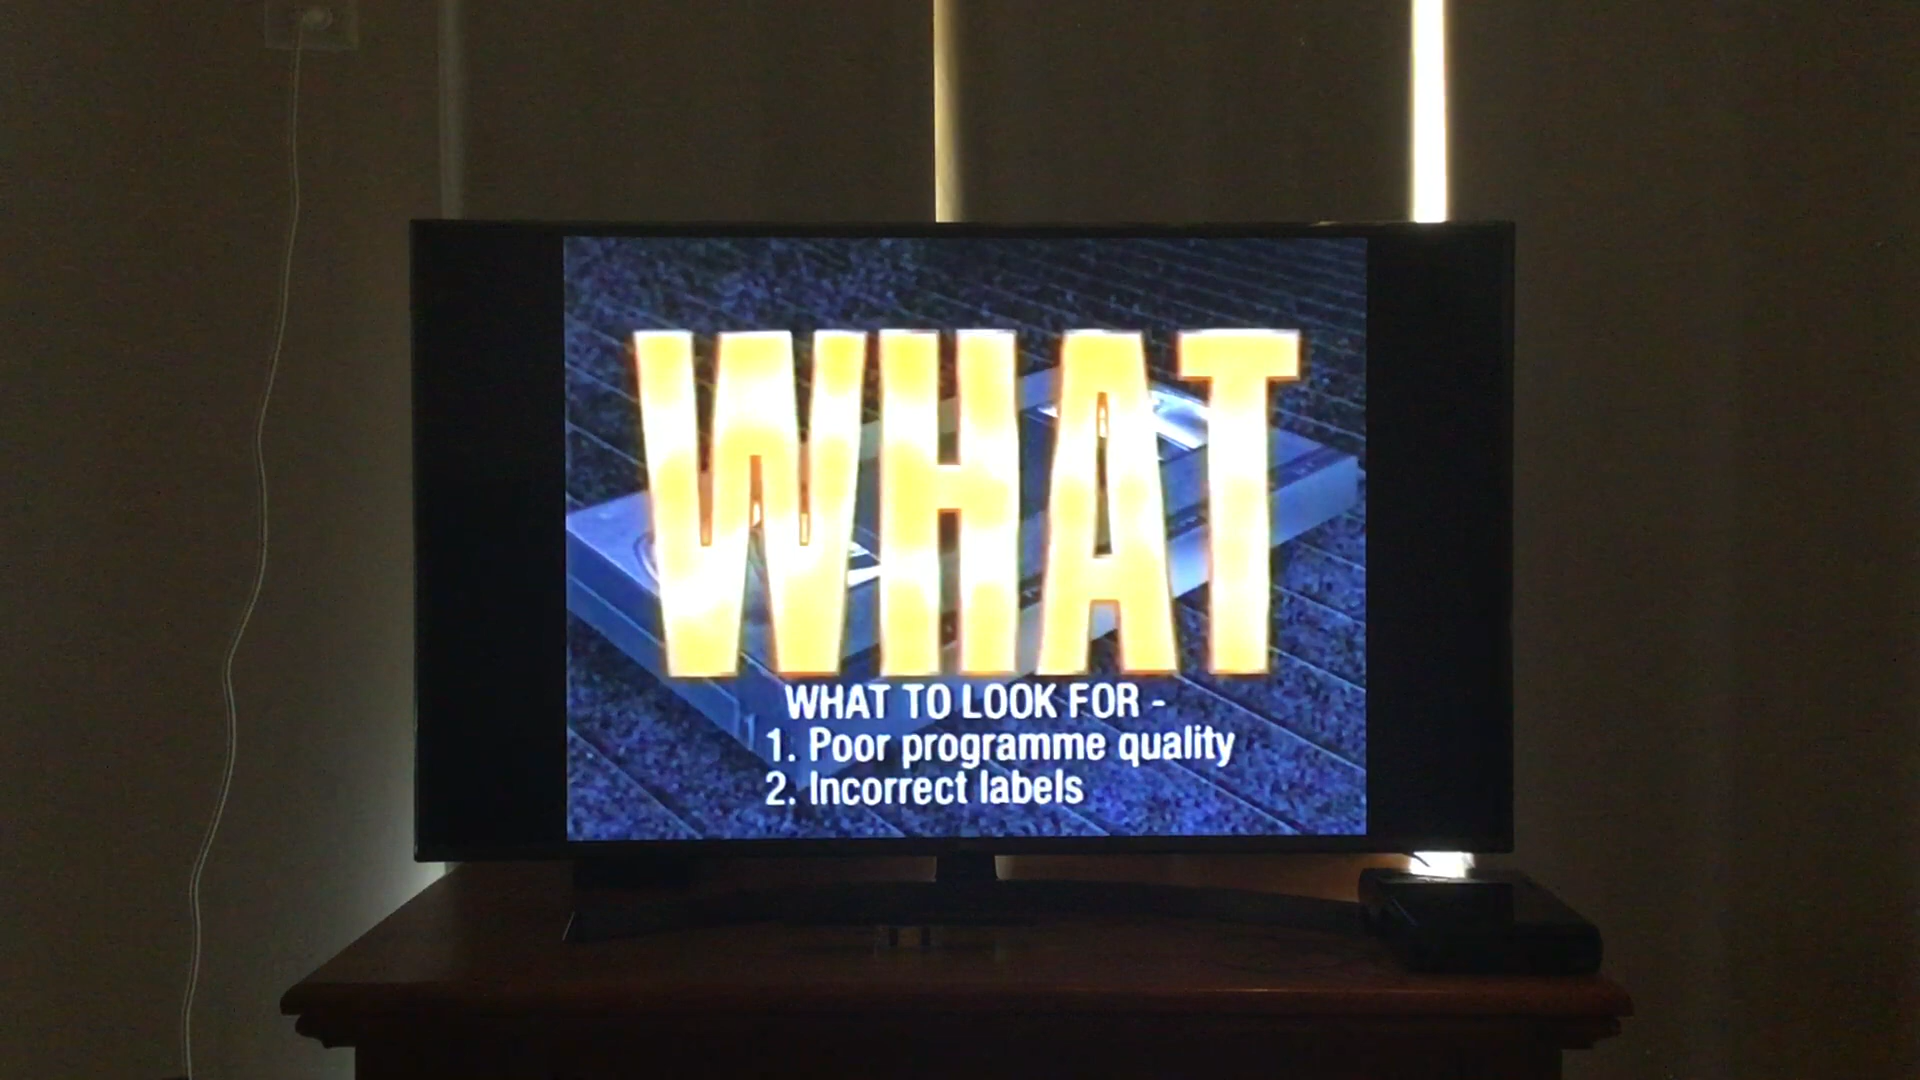 WHAT
WHAT TO LOOK FOR -
1. Poor programme quality
2. Incorrect labels